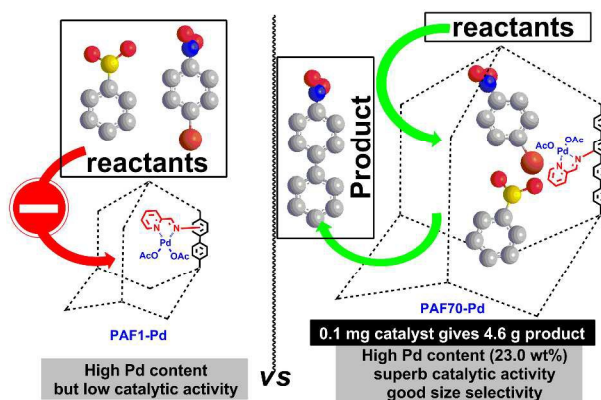 reactants
N
Pd
N
AcO
OAc
PAF1-Pd
High Pd content
but low catalytic activity
vs
reactants
Product
OAc
AcO
Pd
N
N
PAF70-Pd
0.1 mg catalyst gives 4.6 g product
High Pd content (23.0 wt%)
superb catalytic activity
good size selectivity